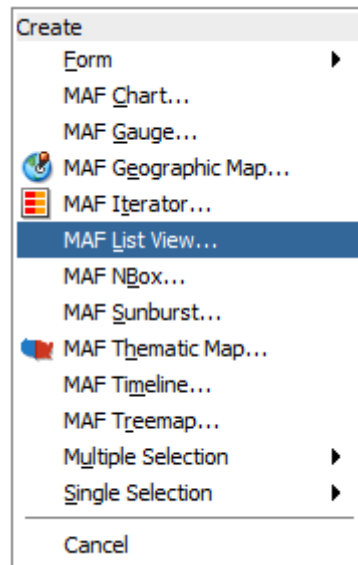 Create
Form
MAF Chart...
MAF Gauge...
MAF Geographic Map...
MAF Iterator...
MAF List View...
MAF NBox...
MAF Sunburst...
MAF Thematic Map...
MAF Timeline...
MAF Treemap...
Multiple Selection
Single Selection
Cancel